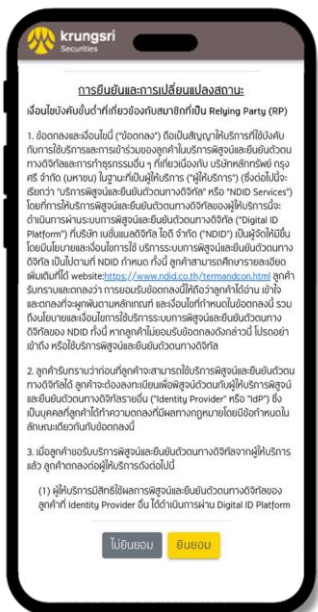 krungsri
Securities
การยืนยันและการเปลี่ยนแปลงสถานะ
เงื่อนไขบังคับขั้นต่ำที่เกี่ยวข้องกับสมาชิกที่เป็น Relying Party (RP)
1. ข้อตกลงและเงื่อนไขนี้ ("ข้อตกลง") ถือเป็นสัญญาให้บริการที่ใช้บังคับ
กับการใช้บริการและการเข้าร่วมของลูกค้าในบริการพิสูจน์และยืนยันตัวตน
ทางดิจิทัลและการทำธุรกรรมอื่น ๆ ที่เกี่ยวเนื่องกับ บริษัทหลักทรัพย์ กรุง
ศรี จำกัด (มหาชน) ในฐานะที่เป็นผู้ให้บริการ ("ผู้ให้บริการ") (ซึ่งต่อไปนี้จะ
เรียกว่า "บริการพิสูจน์และยืนยันตัวตนทางดิจิทัล" หรือ "NDID Services")
โดยที่การให้บริการพิสูจน์และยืนยันตัวตนทางดิจิทัลของผู้ให้บริการนี้จะ
ดำเนินการผ่านระบบการพิสูจน์และยืนยันตัวตนทางดิจิทัล ("Digital ID
Platform") ที่บริษัท เนชั่นแนลดิจิทัล ไอดี จำกัด ("NDID") เป็นผู้จัดให้มีขึ้น
โดยมีนโยบายและเงื่อนไขการใช้ บริการระบบการพิสูจน์และยืนยันตัวตนทาง
ดิจิทัล เป็นไปตามที่ NDID กำหนด ทั้งนี้ ลูกค้าสามารถศึกษารายละเอียด
เพิ่มเติมได้ที่ website:https://www.ndid.co.th/termandcon.html ลูกค้า
รับทราบและตกลงว่า การยอมรับข้อตกลงนี้ให้ถือว่าลูกค้าได้อ่าน เข้าใจ
และตกลงที่จะผูกพันตามหลักเกณฑ์ และเงื่อนไขที่กำหนดในข้อตกลงนี้ รวม
ถึงนโยบายและเงื่อนไขการใช้บริการระบบการพิสูจน์และยืนยันตัวตนทาง
ดิจิทัลของ NDID ทั้งนี้ หากลูกค้าไม่ยอมรับข้อตกลงดังกล่าวนี้ โปรดอย่า
เข้าถึง หรือใช้บริการพิสูจน์และยืนยันตัวตนทางดิจิทัล
2. ลูกค้ารับทราบว่าก่อนที่ลูกค้าจะสามารถใช้บริการพิสูจน์และยืนยันตัวตน
ทางดิจิทัลได้ ลูกค้าจะต้องลงทะเบียนเพื่อพิสูจน์ตัวตนกับผู้ให้บริการพิสูจน์
และยืนยันตัวตนทางดิจิทัลรายอื่น ("Identity Provider" หรือ "IdP") ซึ่ง
เป็นบุคคลที่ลูกค้าได้ทำความตกลงที่มีผลทางกฎหมายโดยมีข้อกำหนดใน
ลักษณะเดียวกันกับข้อตกลงนี้
3. เมื่อลูกค้าขอรับบริการพิสูจน์และยืนยันตัวตนทางดิจิทัลจากผู้ให้บริการ
แล้ว ลูกค้าตกลงต่อผู้ให้บริการดังต่อไปนี้
(1) ผู้ให้บริการมีสิทธิใช้ผลการพิสูจน์และยืนยันตัวตนทางดิจิทัลของ
ลูกค้าที่ Identity Provider อื่น ได้ดำเนินการผ่าน Digital ID Platform
ไม่ยินยอม ยินยอม